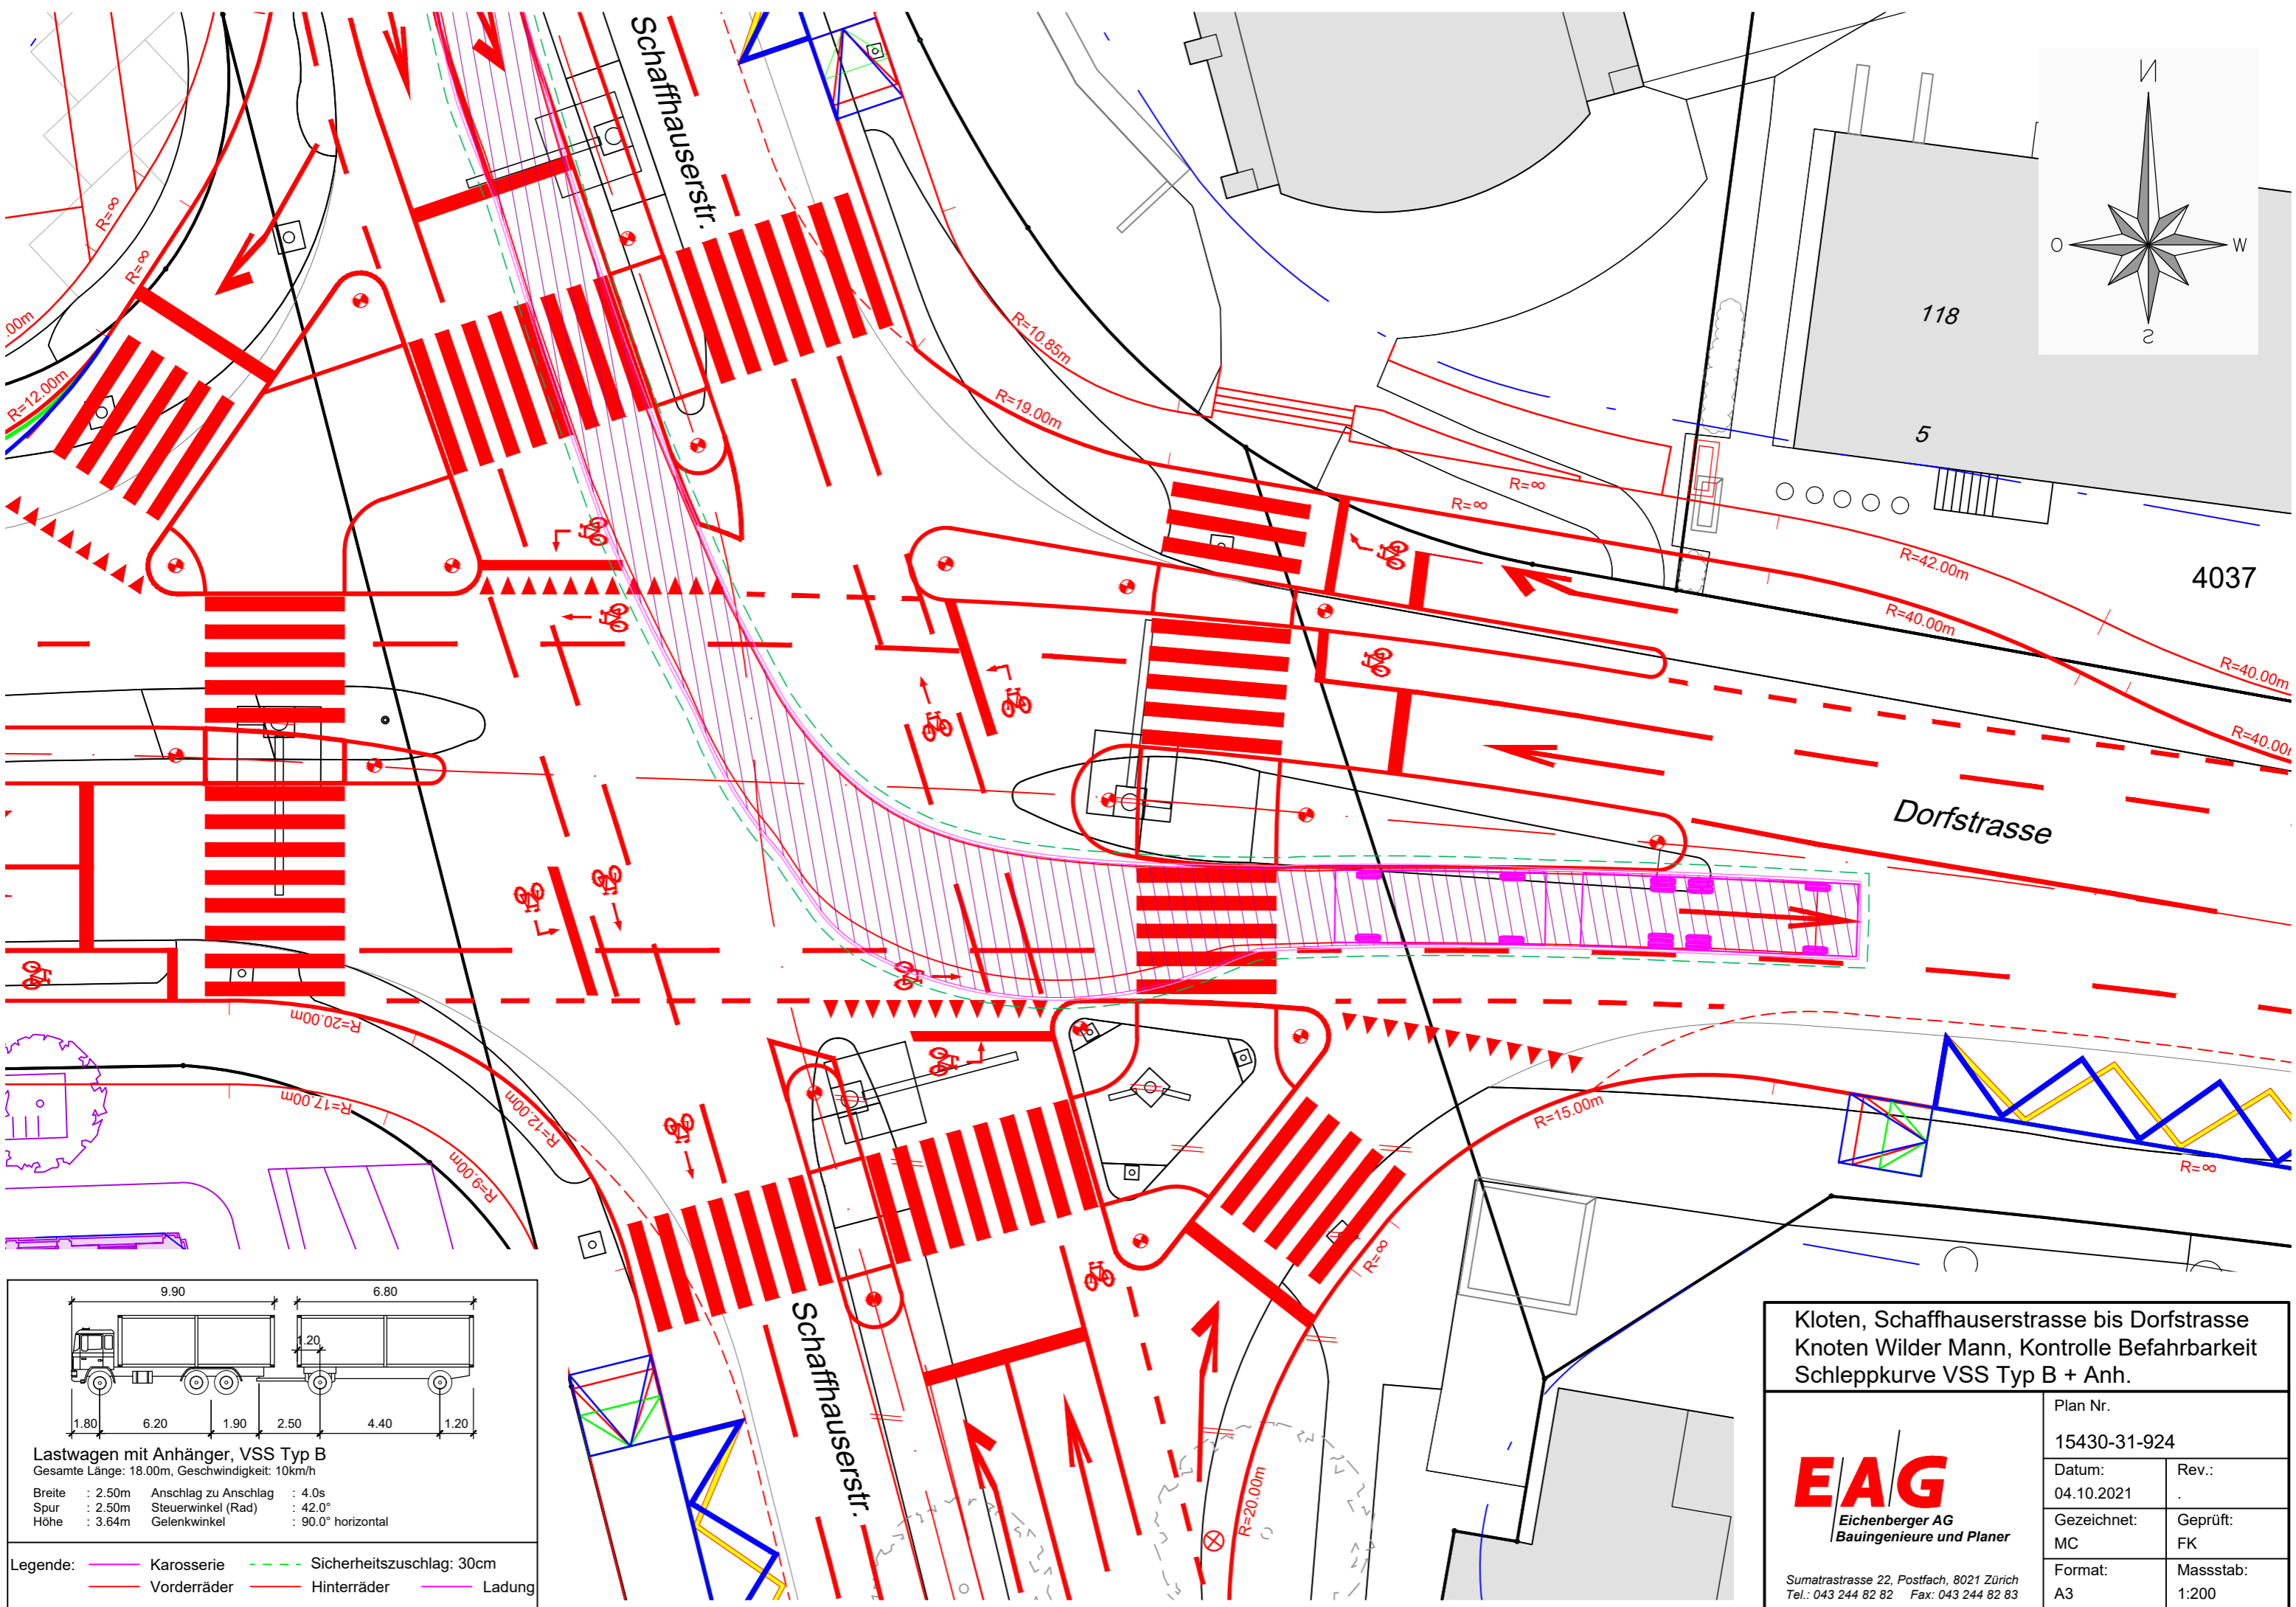 Schaffhauserstr.
N
O
W
S
R=∞
R=∞
.00m
R=12.00m
R=10.85m
R=19.00m
118
5
R=∞
R=∞
R=42.00m
R=40.00m
4037
R=40.00m
R=40.00m
Dorfstrasse
R=20.00m
R=17.00m
R=12.00m
R=9.00m
R=15.00m
R=∞
R=∞
R=20.00m
Schaffhauserstr.
9.90
6.80
1.20
1.80
6.20
1.90
2.50
4.40
1.20
Lastwagen mit Anhänger, VSS Typ B
Gesamte Länge: 18.00m, Geschwindigkeit: 10km/h
Breite : 2.50m Anschlag zu Anschlag : 4.0s
Spur : 2.50m Steuerwinkel (Rad) : 42.0°
Höhe : 3.64m Gelenkwinkel : 90.0° horizontal
Legende: Karosserie Sicherheitszuschlag: 30cm
Vorderräder Hinterräder Ladung
Kloten, Schaffhauserstrasse bis Dorfstrasse
Knoten Wilder Mann, Kontrolle Befahrbarkeit
Schleppkurve VSS Typ B + Anh.
EAG
Eichenberger AG
Bauingenieure und Planer
Sumatrastrasse 22, Postfach, 8021 Zürich
Tel.: 043 244 82 82 Fax: 043 244 82 83
Plan Nr.
15430-31-924
Datum: Rev.:
04.10.2021 .
Gezeichnet: Geprüft:
MC FK
Format: Massstab:
A3 1:200